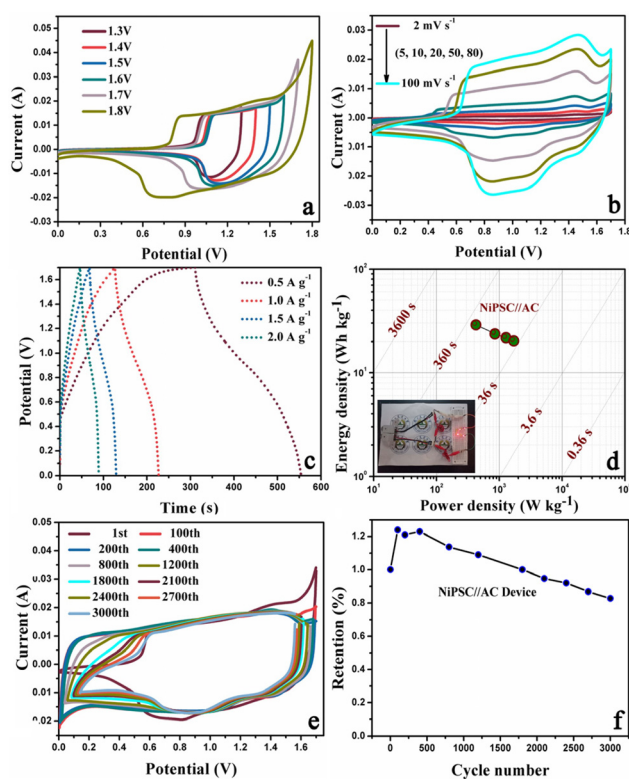 0.05
0.04
0.03
0.02
0.01
0.00
-0.01
-0.02
-0.03
Current (A)
1.3V
1.4V
1.5V
1.6V
1.7V
1.8V
a
0.0 0.3 0.6 0.9 1.2 1.5 1.8
Potential (V)
0.03
0.02
0.01
0.00
-0.01
-0.02
-0.03
Current (A)
2 mV s-1
(5, 10, 20, 50, 80)
100 mV s-1
b
0.0 0.2 0.4 0.6 0.8 1.0 1.2 1.4 1.6 1.8
Potential (V)
1.6
1.4
1.2
1.0
0.8
0.6
0.4
0.2
0.0
Potential (V)
0.5 A g-1
1.0 A g-1
1.5 A g-1
2.0 A g-1
c
0 100 200 300 400 500 600
Time (s)
10²
10¹
10⁰
Energy density (Wh kg-1)
NiPSC//AC
3600 s
360 s
36 s
3.6 s
0.36 s
d
10¹ 10² 10³ 10⁴ 10⁵
Power density (W kg-1)
0.05
0.04
0.03
0.02
0.01
0.00
0.01
0.02
Current (A)
1st 100th
200th 400th
800th 1200th
1800th 2100th
2400th 2700th
3000th
e
0.0 0.4 0.8 1.2 1.6
Potential (V)
1.2
1.0
0.8
0.6
0.4
0.2
0.0
Retention (%)
NiPSC//AC Device
f
0 500 1000 1500 2000 2500 3000
Cycle number